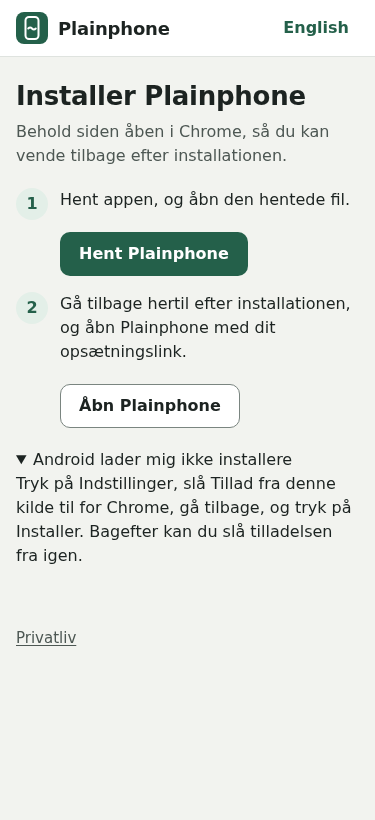 Plainphone
English
Installer Plainphone
Behold siden åben i Chrome, så du kan
vende tilbage efter installationen.
1
Hent appen, og åbn den hentede fil.
Hent Plainphone
2
Gå tilbage hertil efter installationen,
og åbn Plainphone med dit
opsætningslink.
Åbn Plainphone
▼ Android lader mig ikke installere
Tryk på Indstillinger, slå Tillad fra denne
kilde til for Chrome, gå tilbage, og tryk på
Installer. Bagefter kan du slå tilladelsen
fra igen.
Privatliv